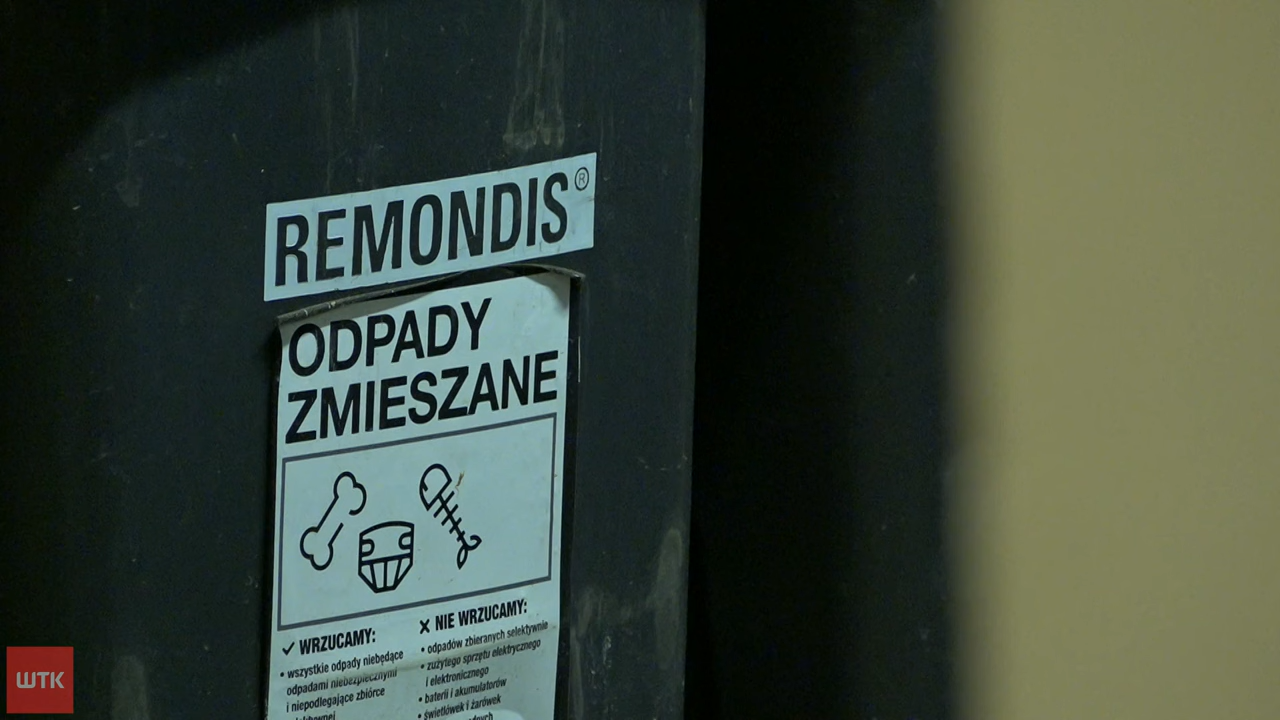 REMONDIS®
ODPADY
ZMIESZANE
✓ WRZUCAMY:
• wszystkie odpady niebędące
odpadami niebezpiecznymi
i niepodlegające zbiórce
✗ NIE WRZUCAMY:
• odpadów zbieranych selektywnie
• zużytego sprzętu elektrycznego
i elektronicznego
• baterii i akumulatorów
• świetlówek i żarówek
WTK